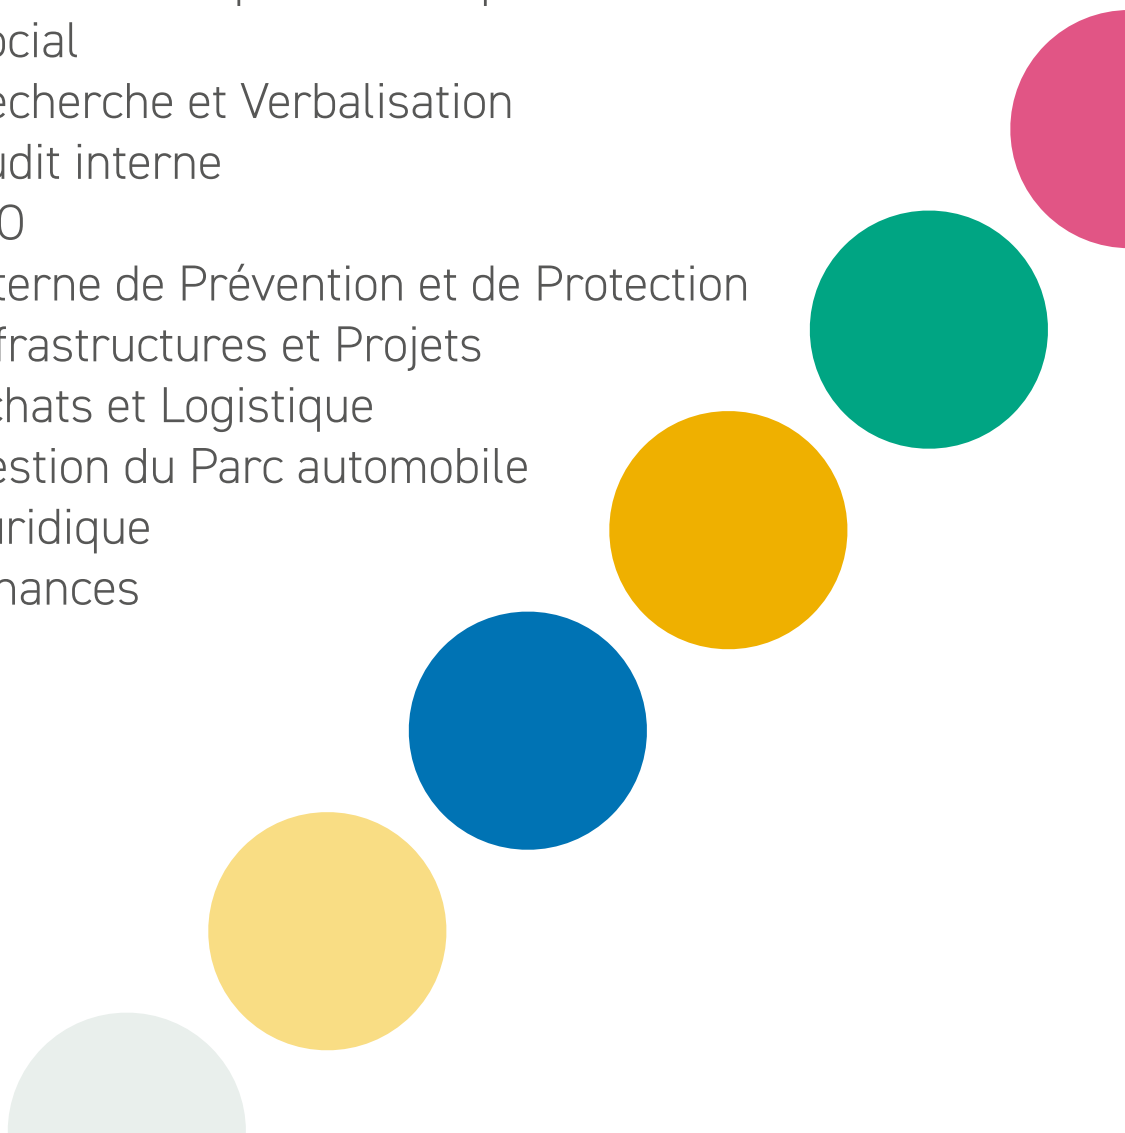 ocial
echerche et Verbalisation
udit interne
O
terne de Prévention et de Protection
frastructures et Projets
chats et Logistique
estion du Parc automobile
uridique
nances